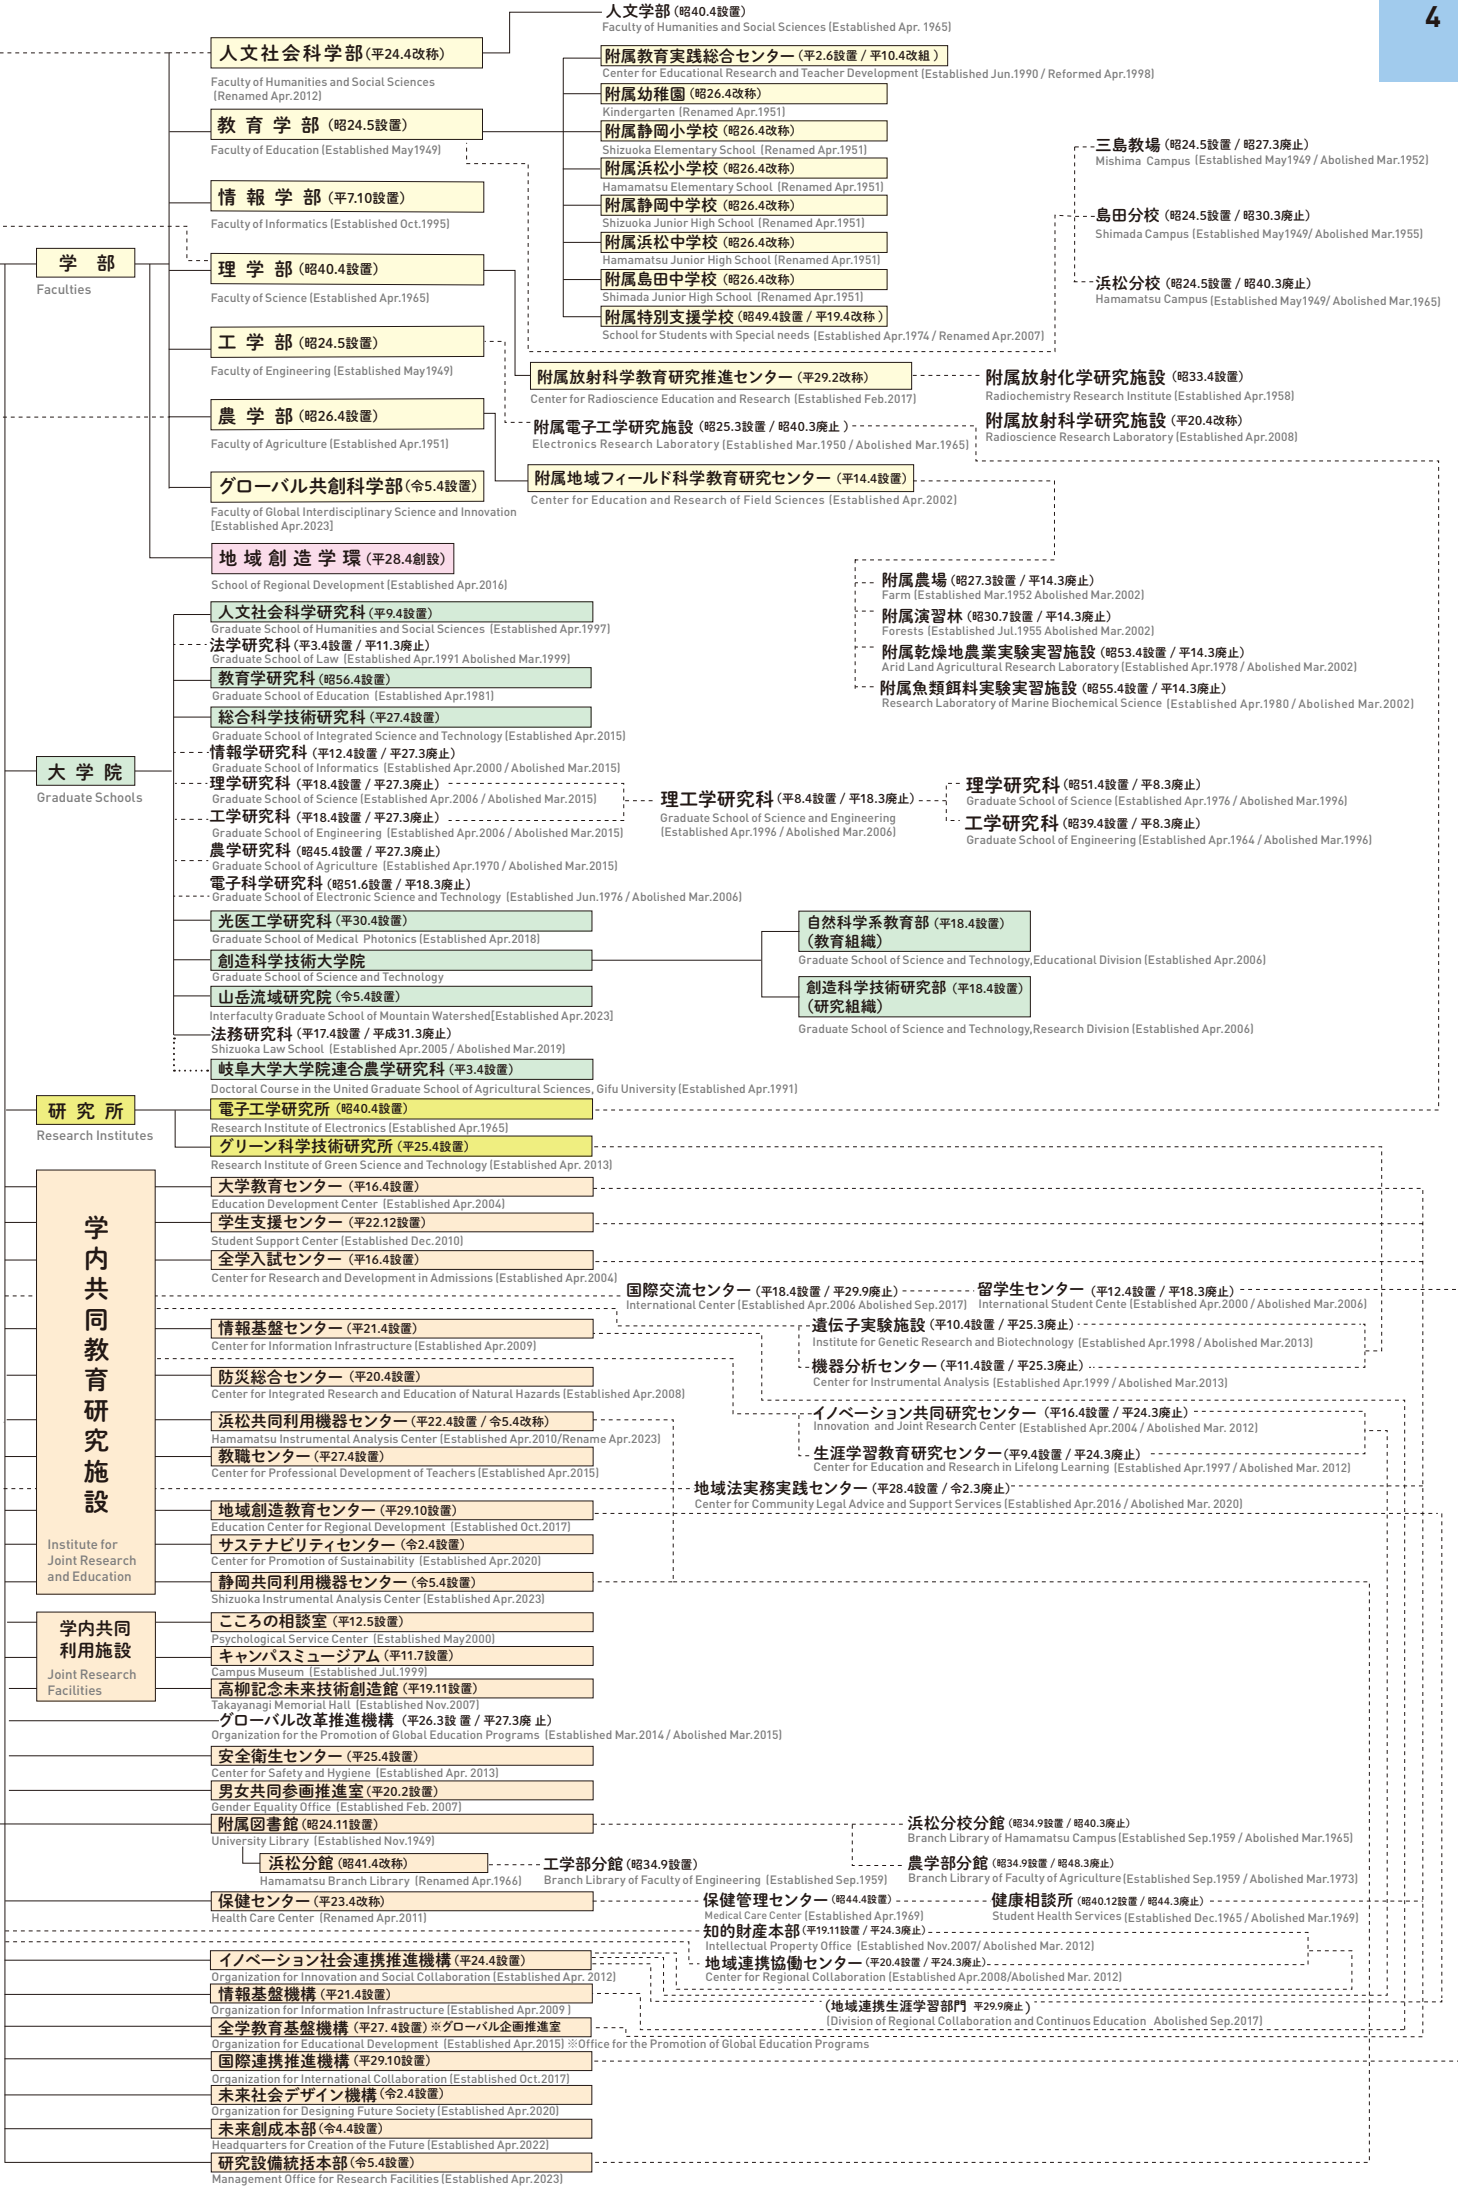 4
人文学部 (昭40.4設置)
Faculty of Humanities and Social Sciences (Established Apr. 1965)
人文社会科学部 (平24.4改称)
Faculty of Humanities and Social Sciences
(Renamed Apr.2012)
附属教育実践総合センター (平2.6設置 / 平10.4改組 )
Center for Educational Research and Teacher Development (Established Jun.1990 / Reformed Apr.1998)
附属幼稚園 (昭26.4改称)
Kindergarten (Renamed Apr.1951)
教育学部 (昭24.5設置)
Faculty of Education (Established May1949)
附属静岡小学校 (昭26.4改称)
Shizuoka Elementary School (Renamed Apr.1951)
附属浜松小学校 (昭26.4改称)
Hamamatsu Elementary School (Renamed Apr.1951)
附属静岡中学校 (昭26.4改称)
Shizuoka Junior High School (Renamed Apr.1951)
附属浜松中学校 (昭26.4改称)
Hamamatsu Junior High School (Renamed Apr.1951)
附属島田中学校 (昭26.4改称)
Shimada Junior High School (Renamed Apr.1951)
附属特別支援学校 (昭49.4設置 / 平19.4改称 )
School for Students with Special needs (Established Apr.1974 / Renamed Apr.2007)
三島教場 (昭24.5設置 / 昭27.3廃止)
Mishima Campus (Established May1949 / Abolished Mar.1952)
島田分校 (昭24.5設置 / 昭30.3廃止)
Shimada Campus (Established May1949/ Abolished Mar.1955)
浜松分校 (昭24.5設置 / 昭40.3廃止)
Hamamatsu Campus (Established May1949/ Abolished Mar.1965)
情報学部 (平7.10設置)
Faculty of Informatics (Established Oct.1995)
学部
Faculties
理学部 (昭40.4設置)
Faculty of Science (Established Apr.1965)
工学部 (昭24.5設置)
Faculty of Engineering (Established May1949)
附属放射科学教育研究推進センター (平29.2改称)
Center for Radioscience Education and Research (Established Feb.2017)
附属放射化学研究施設 (昭33.4設置)
Radiochemistry Research Institute (Established Apr.1958)
附属放射科学研究施設 (平20.4改称)
Radioscience Research Laboratory (Established Apr.2008)
農学部 (昭26.4設置)
Faculty of Agriculture (Established Apr.1951)
附属電子工学研究施設 (昭25.3設置 / 昭40.3廃止 )
Electronics Research Laboratory (Established Mar.1950 / Abolished Mar.1965)
附属地域フィールド科学教育研究センター (平14.4設置)
Center for Education and Research of Field Sciences (Established Apr.2002)
グローバル共創科学部 (令5.4設置)
Faculty of Global Interdisciplinary Science and Innovation
[Established Apr.2023]
地域創造学環 (平28.4創設)
School of Regional Development (Established Apr.2016)
附属農場 (昭27.3設置 / 平14.3廃止)
Farm (Established Mar.1952 Abolished Mar.2002)
附属演習林 (昭30.7設置 / 平14.3廃止)
Forests (Established Jul.1955 Abolished Mar.2002)
附属乾燥地農業実験実習施設 (昭53.4設置 / 平14.3廃止)
Arid Land Agricultural Research Laboratory (Established Apr.1978 / Abolished Mar.2002)
附属魚類餌料実験実習施設 (昭55.4設置 / 平14.3廃止)
Research Laboratory of Marine Biochemical Science (Established Apr.1980 / Abolished Mar.2002)
人文社会科学研究科 (平9.4設置)
Graduate School of Humanities and Social Sciences (Established Apr.1997)
法学研究科 (平3.4設置 / 平11.3廃止)
Graduate School of Law (Established Apr.1991 Abolished Mar.1999)
教育学研究科 (昭56.4設置)
Graduate School of Education (Established Apr.1981)
総合科学技術研究科 (平27.4設置)
Graduate School of Integrated Science and Technology (Established Apr.2015)
情報学研究科 (平12.4設置 / 平27.3廃止)
Graduate School of Informatics (Established Apr.2000 / Abolished Mar.2015)
大学院
Graduate Schools
理学研究科 (平18.4設置 / 平27.3廃止)
Graduate School of Science (Established Apr.2006 / Abolished Mar.2015)
工学研究科 (平18.4設置 / 平27.3廃止)
Graduate School of Engineering (Established Apr.2006 / Abolished Mar.2015)
理工学研究科 (平8.4設置 / 平18.3廃止)
Graduate School of Science and Engineering
(Established Apr.1996 / Abolished Mar.2006)
理学研究科 (昭51.4設置 / 平8.3廃止)
Graduate School of Science (Established Apr.1976 / Abolished Mar.1996)
工学研究科 (昭39.4設置 / 平8.3廃止)
Graduate School of Engineering (Established Apr.1964 / Abolished Mar.1996)
農学研究科 (昭45.4設置 / 平27.3廃止)
Graduate School of Agriculture (Established Apr.1970 / Abolished Mar.2015)
電子科学研究科 (昭51.6設置 / 平18.3廃止)
Graduate School of Electronic Science and Technology (Established Jun.1976 / Abolished Mar.2006)
光医工学研究科 (平30.4設置)
Graduate School of Medical Photonics (Established Apr.2018)
創造科学技術大学院
Graduate School of Science and Technology
自然科学系教育部 (平18.4設置)
(教育組織)
Graduate School of Science and Technology,Educational Division (Established Apr.2006)
創造科学技術研究部 (平18.4設置)
(研究組織)
Graduate School of Science and Technology,Research Division (Established Apr.2006)
山岳流域研究院 (令5.4設置)
Interfaculty Graduate School of Mountain Watershed[Established Apr.2023]
法務研究科 (平17.4設置 / 平成31.3廃止)
Shizuoka Law School (Established Apr.2005 / Abolished Mar.2019)
岐阜大学大学院連合農学研究科 (平3.4設置)
Doctoral Course in the United Graduate School of Agricultural Sciences, Gifu University (Established Apr.1991)
研究所
Research Institutes
電子工学研究所 (昭40.4設置)
Research Institute of Electronics (Established Apr.1965)
グリーン科学技術研究所 (平25.4設置)
Research Institute of Green Science and Technology (Established Apr. 2013)
学内共同教育研究施設
Institute for
Joint Research
and Education
大学教育センター (平16.4設置)
Education Development Center (Established Apr.2004)
学生支援センター (平22.12設置)
Student Support Center (Established Dec.2010)
全学入試センター (平16.4設置)
Center for Research and Development in Admissions (Established Apr.2004)
国際交流センター (平18.4設置 / 平29.9廃止)
International Center (Established Apr.2006 Abolished Sep.2017)
留学生センター (平12.4設置 / 平18.3廃止)
International Student Cente (Established Apr.2000 / Abolished Mar.2006)
情報基盤センター (平21.4設置)
Center for Information Infrastructure (Established Apr.2009)
遺伝子実験施設 (平10.4設置 / 平25.3廃止)
Institute for Genetic Research and Biotechnology (Established Apr.1998 / Abolished Mar.2013)
機器分析センター (平11.4設置 / 平25.3廃止)
Center for Instrumental Analysis (Established Apr.1999 / Abolished Mar.2013)
防災総合センター (平20.4設置)
Center for Integrated Research and Education of Natural Hazards (Established Apr.2008)
浜松共同利用機器センター (平22.4設置 / 令5.4改称)
Hamamatsu Instrumental Analysis Center (Established Apr.2010/Rename Apr.2023)
イノベーション共同研究センター (平16.4設置 / 平24.3廃止)
Innovation and Joint Research Center (Established Apr.2004 / Abolished Mar. 2012)
教職センター (平27.4設置)
Center for Professional Development of Teachers (Established Apr.2015)
生涯学習教育研究センター (平9.4設置 / 平24.3廃止)
Center for Education and Research in Lifelong Learning (Established Apr.1997 / Abolished Mar. 2012)
地域法実務実践センター (平28.4設置 / 令2.3廃止)
Center for Community Legal Advice and Support Services (Established Apr.2016 / Abolished Mar. 2020)
地域創造教育センター (平29.10設置)
Education Center for Regional Development (Established Oct.2017)
サステナビリティセンター (令2.4設置)
Center for Promotion of Sustainability (Established Apr.2020)
静岡共同利用機器センター (令5.4設置)
Shizuoka Instrumental Analysis Center (Established Apr.2023)
学内共同
利用施設
Joint Research
Facilities
こころの相談室 (平12.5設置)
Psychological Service Center (Established May2000)
キャンパスミュージアム (平11.7設置)
Campus Museum (Established Jul.1999)
高柳記念未来技術創造館 (平19.11設置)
Takayanagi Memorial Hall (Established Nov.2007)
グローバル改革推進機構 (平26.3設 置 / 平27.3廃 止)
Organization for the Promotion of Global Education Programs (Established Mar.2014 / Abolished Mar.2015)
安全衛生センター (平25.4設置)
Center for Safety and Hygiene (Established Apr. 2013)
男女共同参画推進室 (平20.2設置)
Gender Equality Office (Established Feb. 2007)
附属図書館 (昭24.11設置)
University Library (Established Nov.1949)
浜松分校分館 (昭34.9設置 / 昭40.3廃止)
Branch Library of Hamamatsu Campus (Established Sep.1959 / Abolished Mar.1965)
浜松分館 (昭41.4改称)
Hamamatsu Branch Library (Renamed Apr.1966)
工学部分館 (昭34.9設置)
Branch Library of Faculty of Engineering (Established Sep.1959)
農学部分館 (昭34.9設置 / 昭48.3廃止)
Branch Library of Faculty of Agriculture (Established Sep.1959 / Abolished Mar.1973)
保健センター (平23.4改称)
Health Care Center (Renamed Apr.2011)
保健管理センター (昭44.4設置)
Medical Care Center (Established Apr.1969)
健康相談所 (昭40.12設置 / 昭44.3廃止)
Student Health Services (Established Dec.1965 / Abolished Mar.1969)
知的財産本部 (平19.11設置 / 平24.3廃止)
Intellectual Property Office (Established Nov.2007/ Abolished Mar. 2012)
イノベーション社会連携推進機構 (平24.4設置)
Organization for Innovation and Social Collaboration (Established Apr. 2012)
地域連携協働センター (平20.4設置 / 平24.3廃止)
Center for Regional Collaboration (Established Apr.2008/Abolished Mar. 2012)
情報基盤機構 (平21.4設置)
Organization for Information Infrastructure (Established Apr.2009 )
(地域連携生涯学習部門 平29.9廃止 )
(Division of Regional Collaboration and Continuos Education Abolished Sep.2017)
全学教育基盤機構 (平27. 4設置) ※グローバル企画推進室
Organization for Educational Development (Established Apr.2015) ※Office for the Promotion of Global Education Programs
国際連携推進機構 (平29.10設置)
Organization for International Collaboration (Established Oct.2017)
未来社会デザイン機構 (令2.4設置)
Organization for Designing Future Society (Established Apr.2020)
未来創成本部 (令4.4設置)
Headquarters for Creation of the Future (Established Apr.2022)
研究設備統括本部 (令5.4設置)
Management Office for Research Facilities (Established Apr.2023)